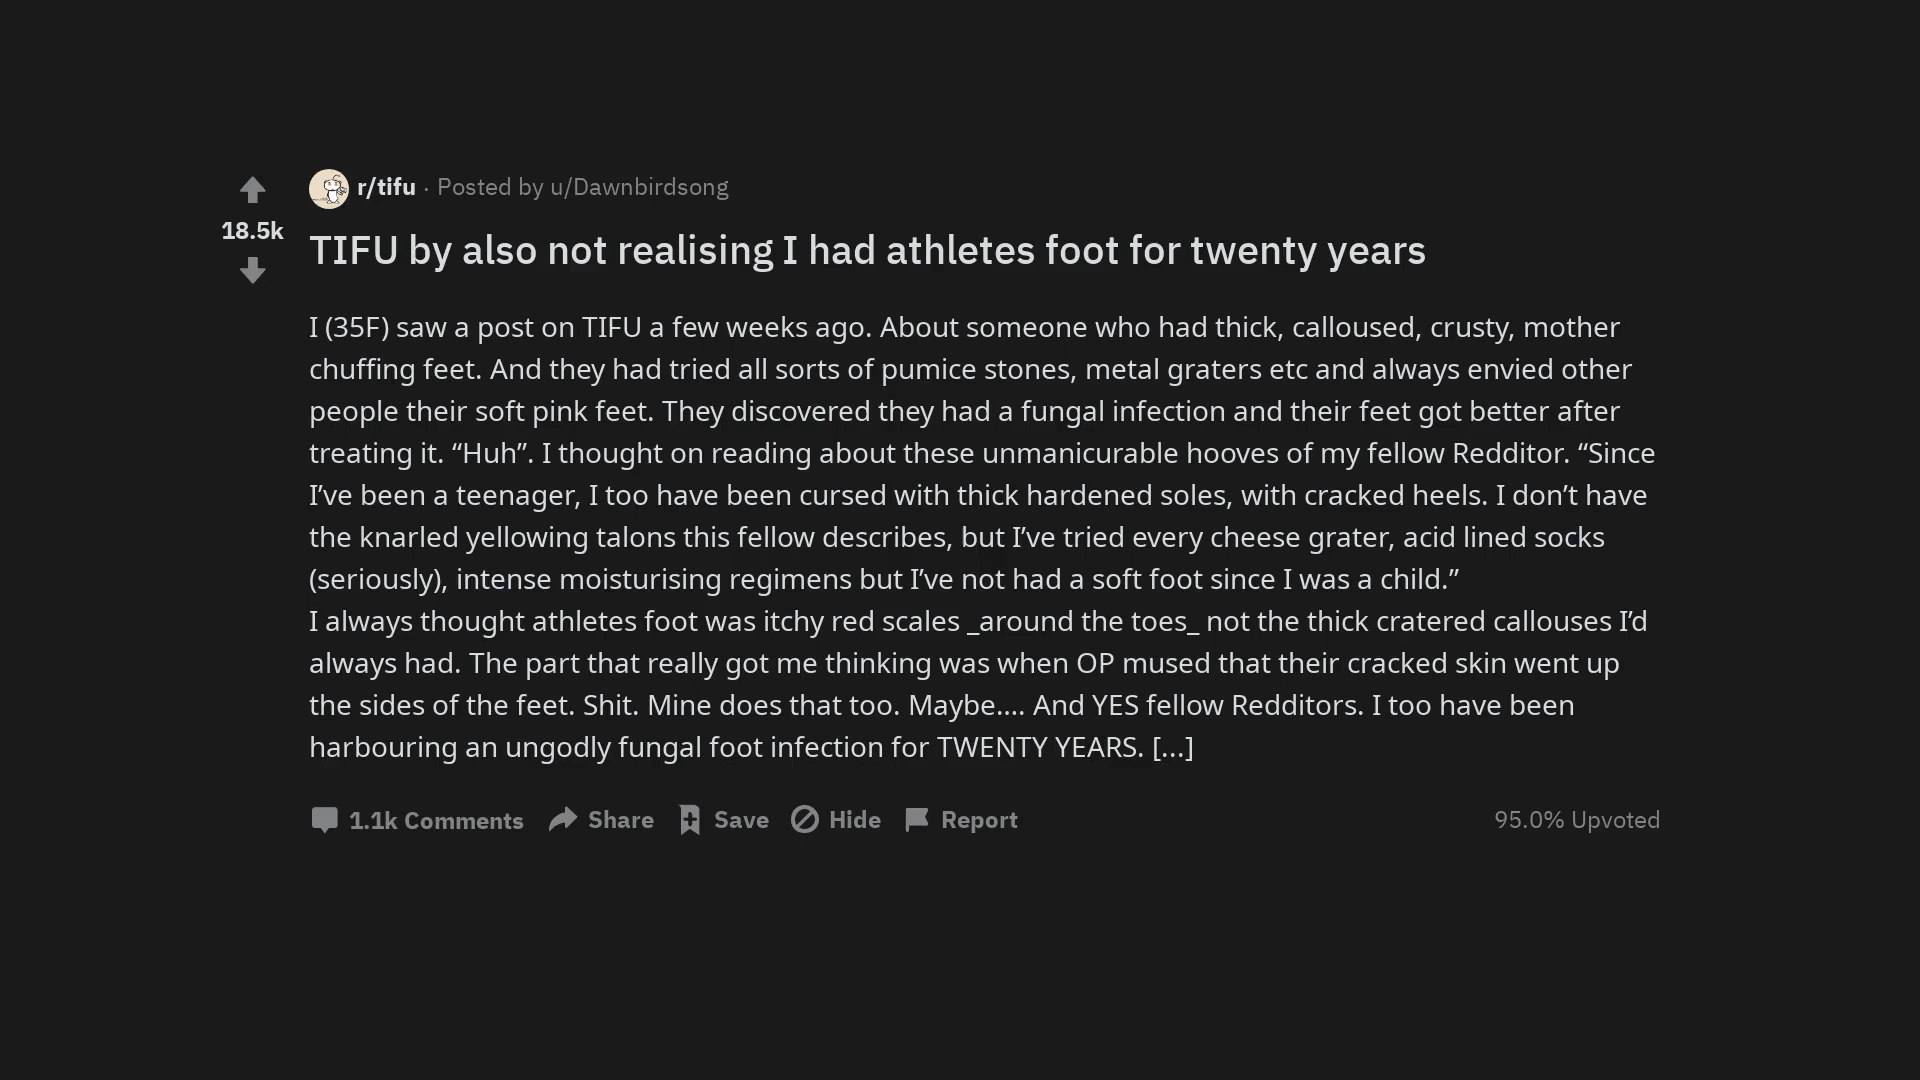 r/tifu · Posted by u/Dawnbirdsong
18.5k
TIFU by also not realising I had athletes foot for twenty years
I (35F) saw a post on TIFU a few weeks ago. About someone who had thick, calloused, crusty, mother
chuffing feet. And they had tried all sorts of pumice stones, metal graters etc and always envied other
people their soft pink feet. They discovered they had a fungal infection and their feet got better after
treating it. “Huh”. I thought on reading about these unmanicurable hooves of my fellow Redditor. “Since
I’ve been a teenager, I too have been cursed with thick hardened soles, with cracked heels. I don’t have
the knarled yellowing talons this fellow describes, but I’ve tried every cheese grater, acid lined socks
(seriously), intense moisturising regimens but I’ve not had a soft foot since I was a child.”
I always thought athletes foot was itchy red scales _around the toes_ not the thick cratered callouses I’d
always had. The part that really got me thinking was when OP mused that their cracked skin went up
the sides of the feet. Shit. Mine does that too. Maybe.... And YES fellow Redditors. I too have been
harbouring an ungodly fungal foot infection for TWENTY YEARS. [...]
1.1k Comments Share Save Hide Report 95.0% Upvoted